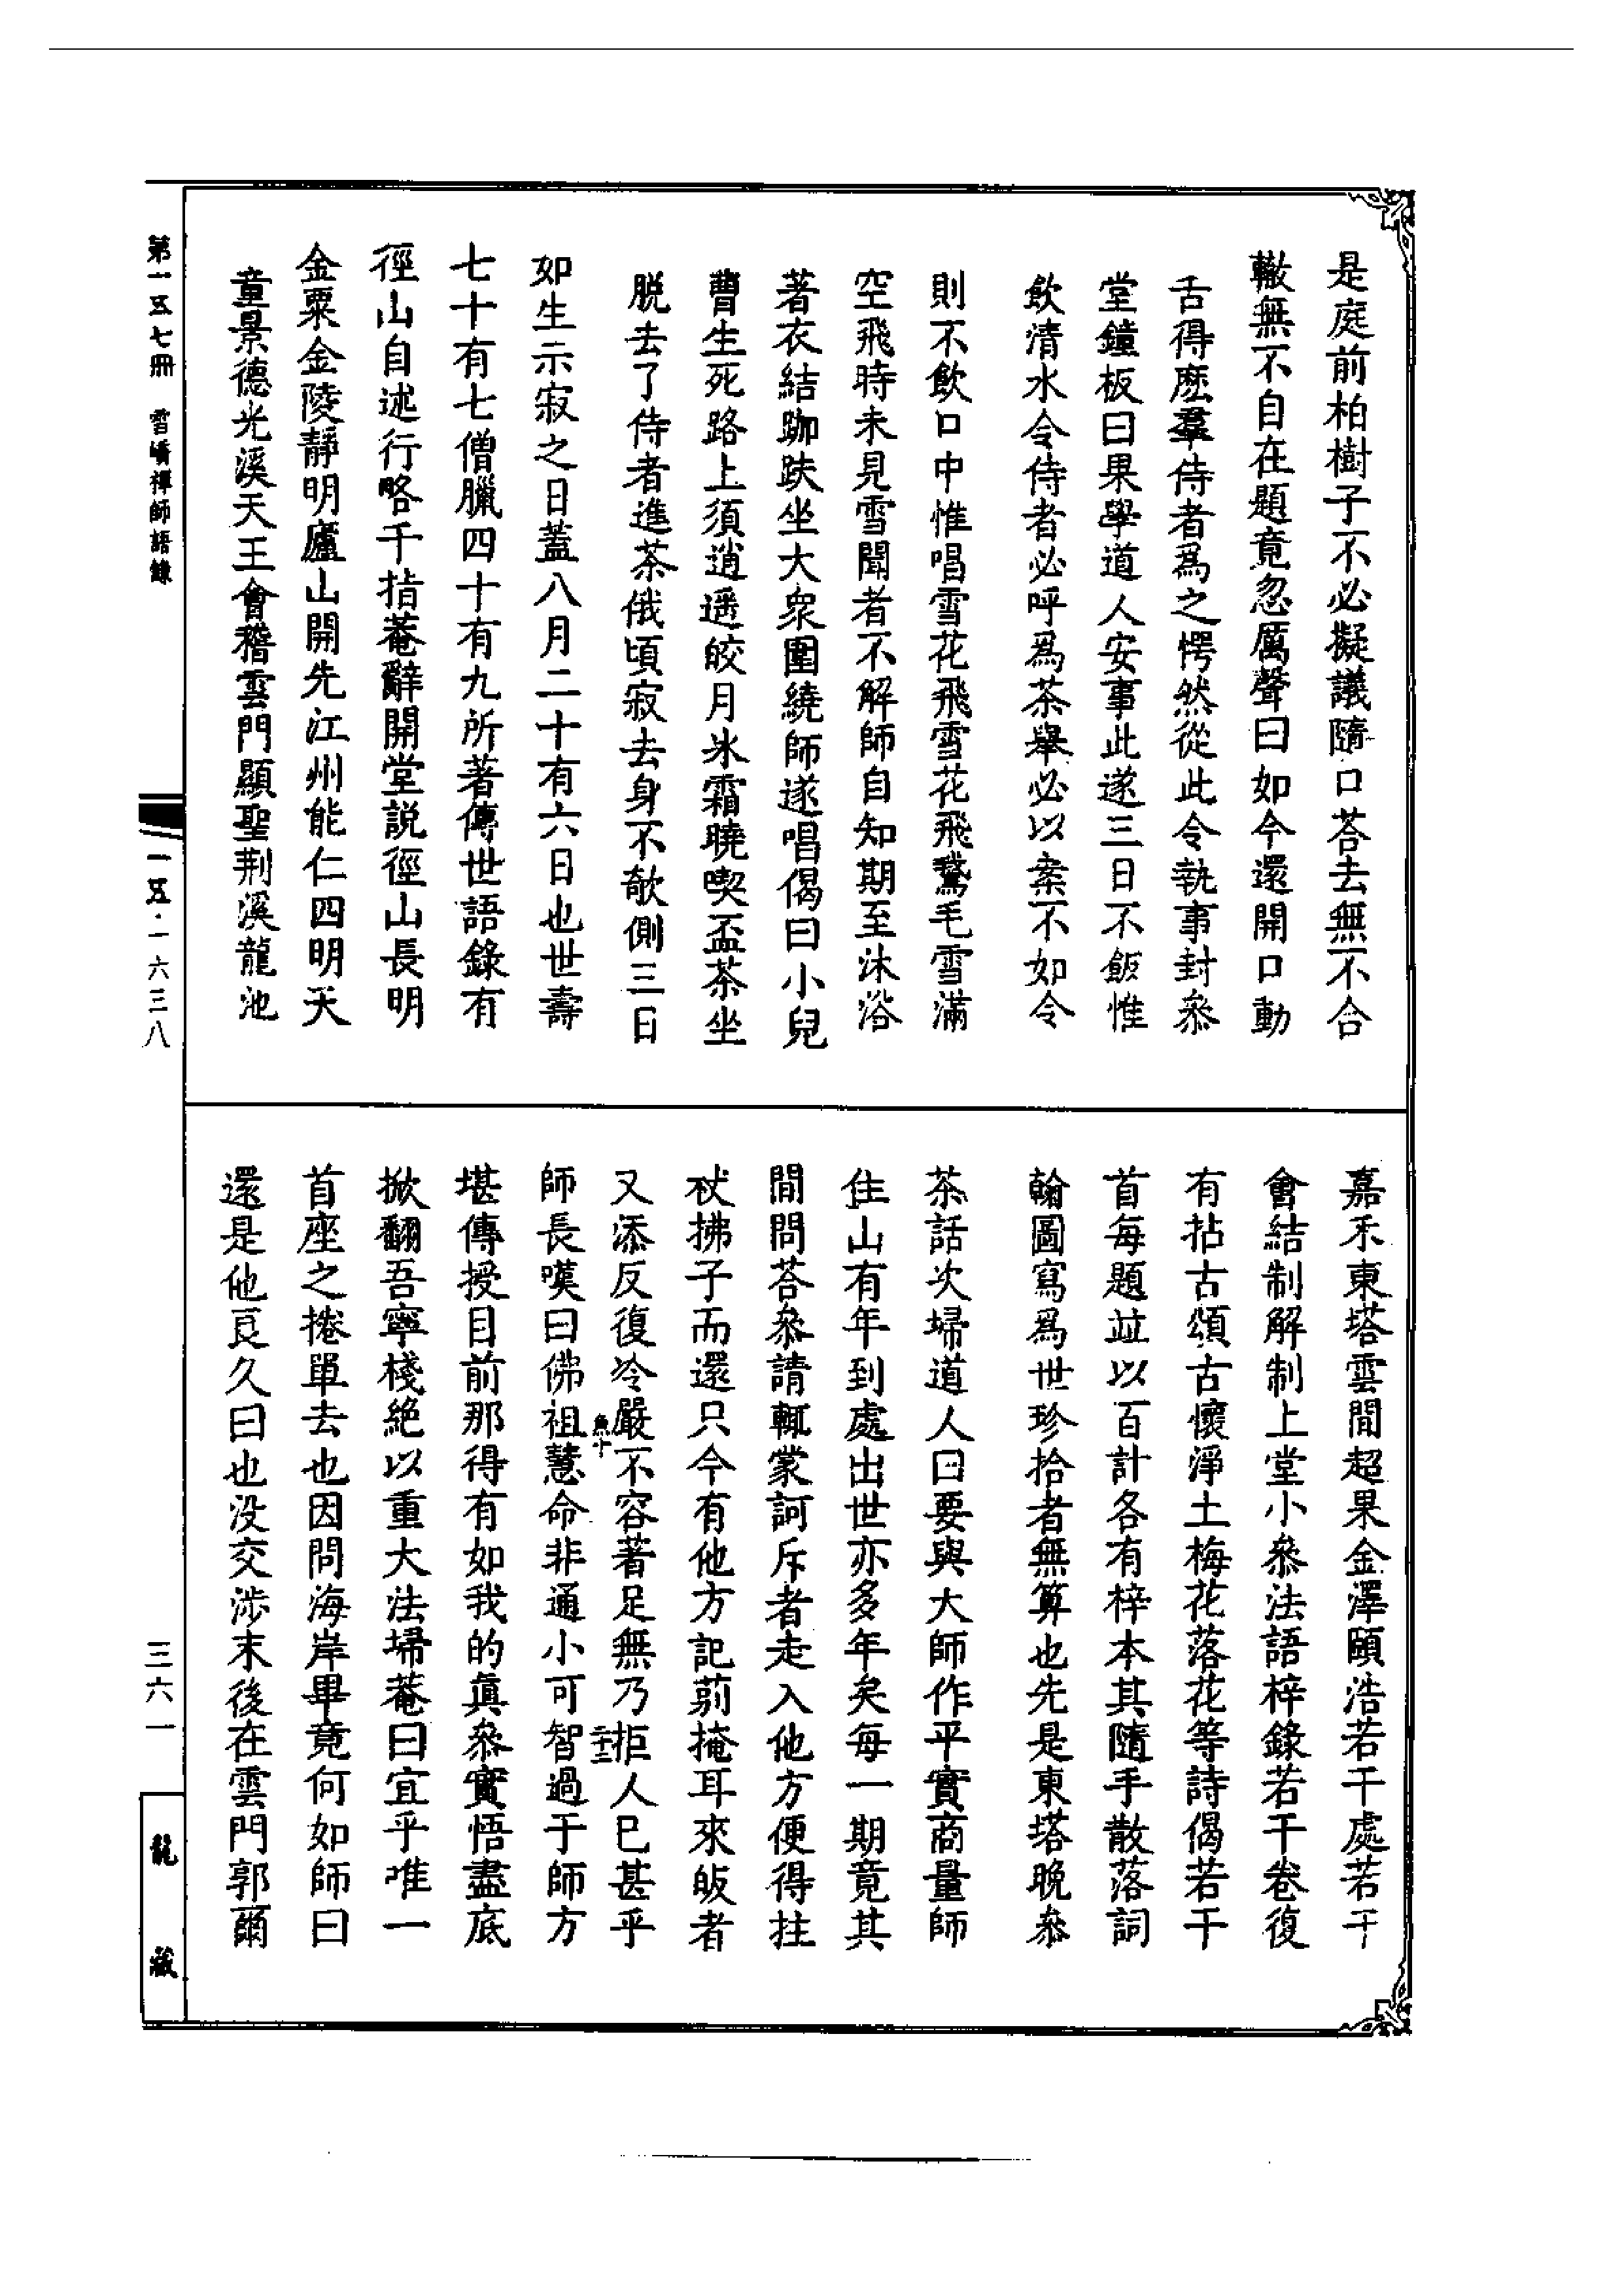 是庭前柏樹子不必擬議隨口荅去無不合
轍無不自在題竟忽厲聲曰如今還開口動
舌得麽羣侍者爲之愕然從此令執事封叅
堂鐘板曰果學道人安事此遂三日不飯惟
飲清水令侍者必呼爲茶舉必以案不如令
則不飲口中惟唱雪花飛雪花飛鵞毛雪滿
空飛時未見雪聞者不解師自知期至沐浴
著衣結跏趺坐大衆圍繞師遂唱偈曰小兒
曹生死路上須逍遥皎月氷霜曉喫盃茶坐
脱去了侍者進茶俄頃寂去身不欹側三日
如生示寂之日蓋八月二十有六日也世壽
七十有七僧臘四十有九所著傳世語錄有
徑山自述行略千指菴辭開堂説徑山長明
金粟金陵靜明廬山開先江州能仁四明天
童景德光溪天王會稽雲門顯聖荆溪龍池
嘉禾東塔雲間超果金澤頤浩若干處若干
會結制解制上堂小叅法語梓錄若干卷復
有拈古頌古懷淨土梅花落花等詩偈若干
首每題竝以百計各有梓本其隨手散落詞
翰圖寫爲世珍拾者無算也先是東塔晚叅
茶話次埽道人曰要與大師作平實商量師
住山有年到處出世亦多年矣每一期竟其
間問荅叅請輒蒙訶斥者走入他方便得拄
杖拂子而還只今有他方記莂掩耳來皈者
又添反復冷嚴不容著足無乃拒人已甚乎
魚十
二十二
師長嘆曰佛祖慧命非通小可智過于師方
堪傳授目前那得有如我的眞叅實悟盡底
掀翻吾寧棧絶以重大法埽菴曰宜乎唯一
首座之捲單去也因問海岸畢竟何如師曰
還是他良久曰也没交涉末後在雲門郭爾
第一五七冊 雪嶠禪師語錄
一五·一六三八
三六一
龍藏